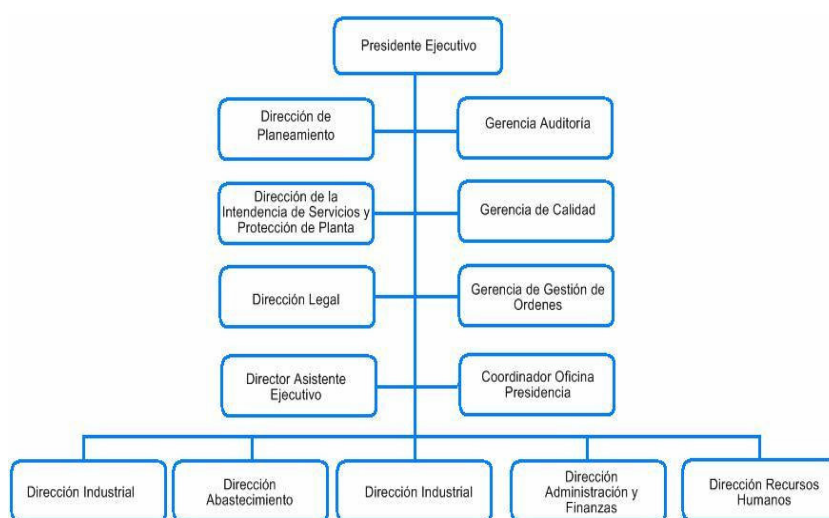 Presidente Ejecutivo
Dirección de
Planeamiento
Gerencia Auditoría
Dirección de la
Intendencia de Servicios y
Protección de Planta
Gerencia de Calidad
Dirección Legal
Gerencia de Gestión de
Ordenes
Director Asistente
Ejecutivo
Coordinador Oficina
Presidencia
Dirección Industrial
Dirección
Abastecimiento
Dirección Industrial
Dirección
Administración y
Finanzas
Dirección Recursos
Humanos